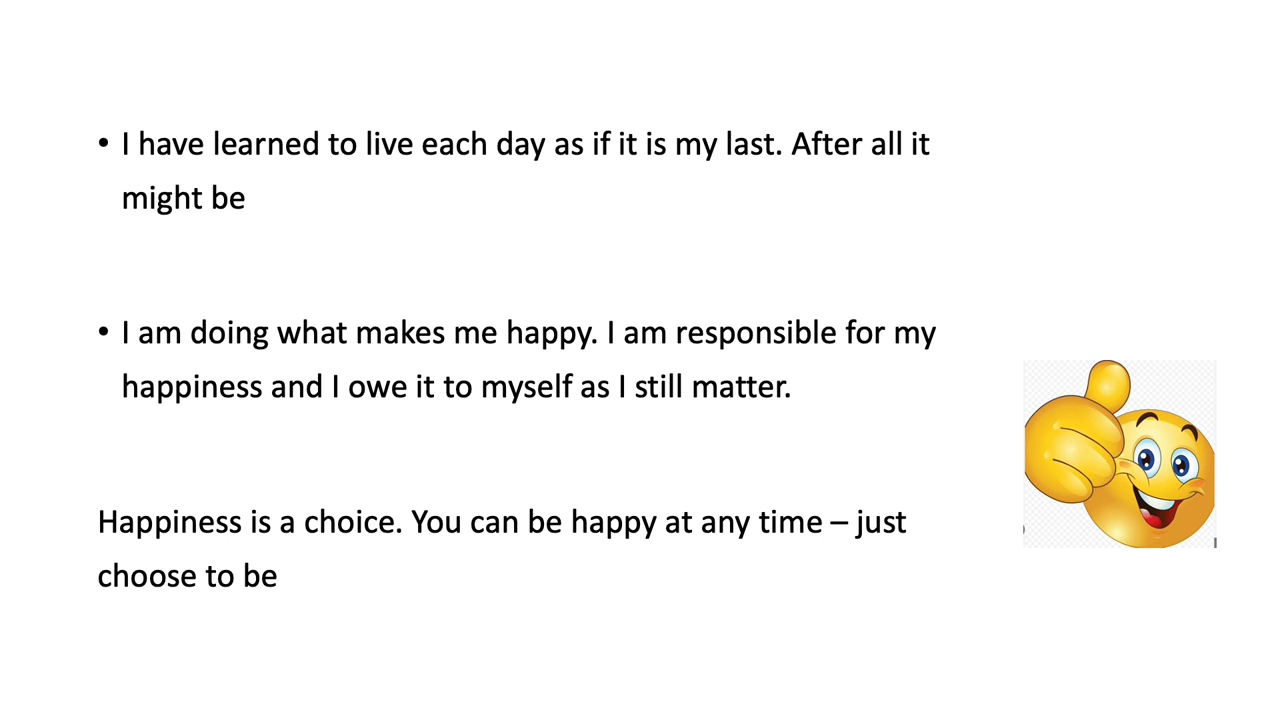 • I have learned to live each day as if it is my last. After all it
might be
• I am doing what makes me happy. I am responsible for my
happiness and I owe it to myself as I still matter.
Happiness is a choice. You can be happy at any time – just
choose to be